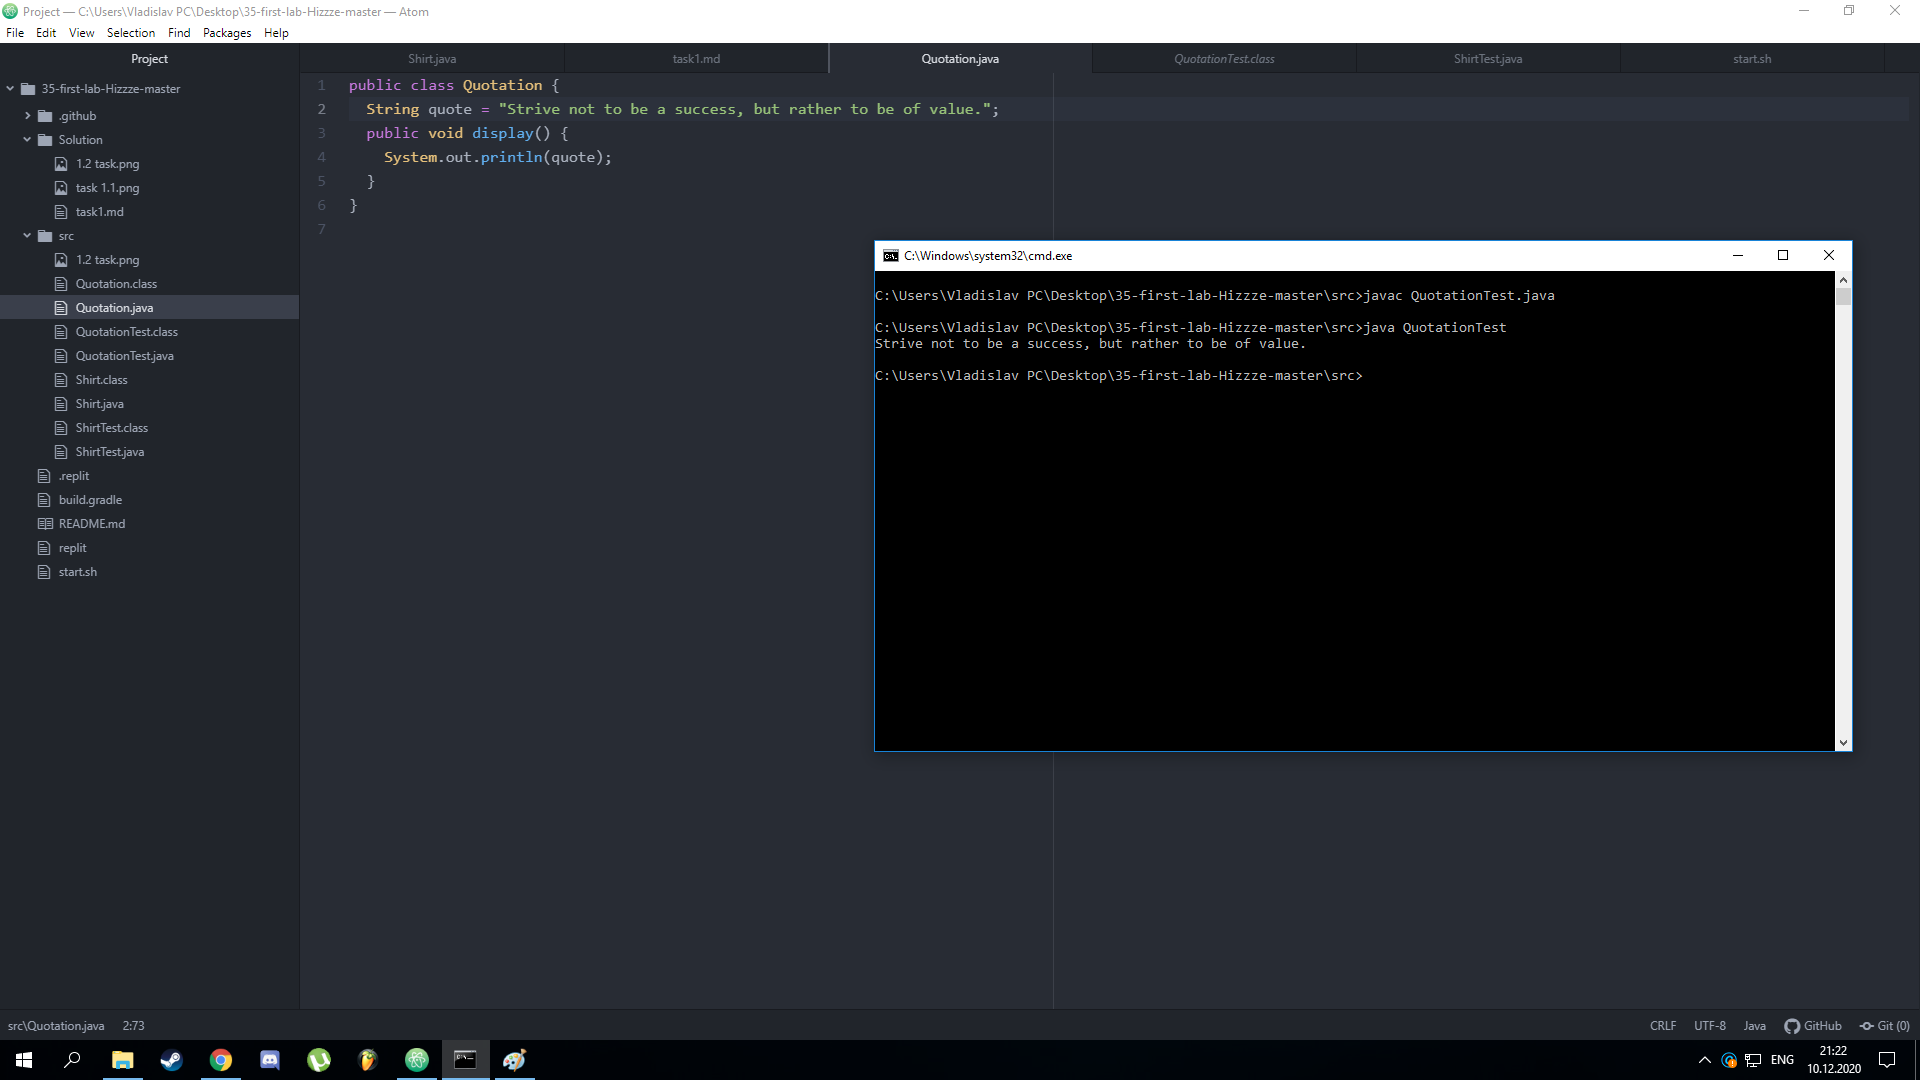 Project — C:\Users\Vladislav PC\Desktop\35-first-lab-Hizzze-master — Atom
File Edit View Selection Find Packages Help
Project
35-first-lab-Hizzze-master
.github
Solution
1.2 task.png
task 1.1.png
task1.md
src
1.2 task.png
Quotation.class
Quotation.java
QuotationTest.class
QuotationTest.java
Shirt.class
Shirt.java
ShirtTest.class
ShirtTest.java
.replit
build.gradle
README.md
replit
start.sh
Shirt.java task1.md Quotation.java QuotationTest.class ShirtTest.java start.sh
1 public class Quotation {
2 String quote = "Strive not to be a success, but rather to be of value.";
3 public void display() {
4 System.out.println(quote);
5 }
6 }
7
C:\Windows\system32\cmd.exe
C:\Users\Vladislav PC\Desktop\35-first-lab-Hizzze-master\src>javac QuotationTest.java
C:\Users\Vladislav PC\Desktop\35-first-lab-Hizzze-master\src>java QuotationTest
Strive not to be a success, but rather to be of value.
C:\Users\Vladislav PC\Desktop\35-first-lab-Hizzze-master\src>
src\Quotation.java 2:73
CRLF UTF-8 Java GitHub Git (0)
ENG
21:22
10.12.2020